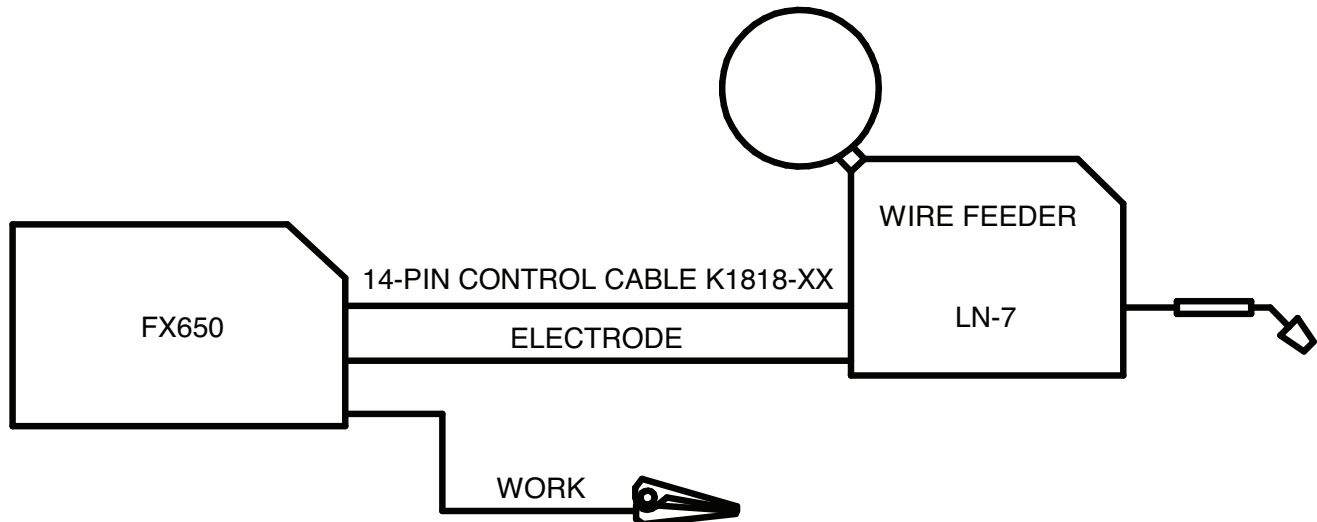 WIRE FEEDER
14-PIN CONTROL CABLE K1818-XX
FX650
LN-7
ELECTRODE
WORK